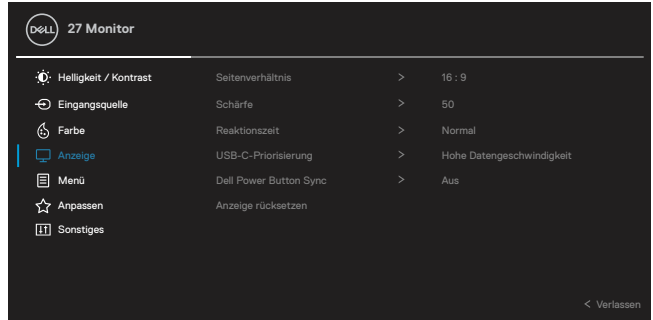 DELL 27 Monitor
Helligkeit / Kontrast Seitenverhältnis > 16 : 9
Eingangsquelle Schärfe > 50
Farbe Reaktionszeit > Normal
Anzeige USB-C-Priorisierung > Hohe Datengeschwindigkeit
Menü Dell Power Button Sync > Aus
Anpassen Anzeige rücksetzen
Sonstiges
< Verlassen